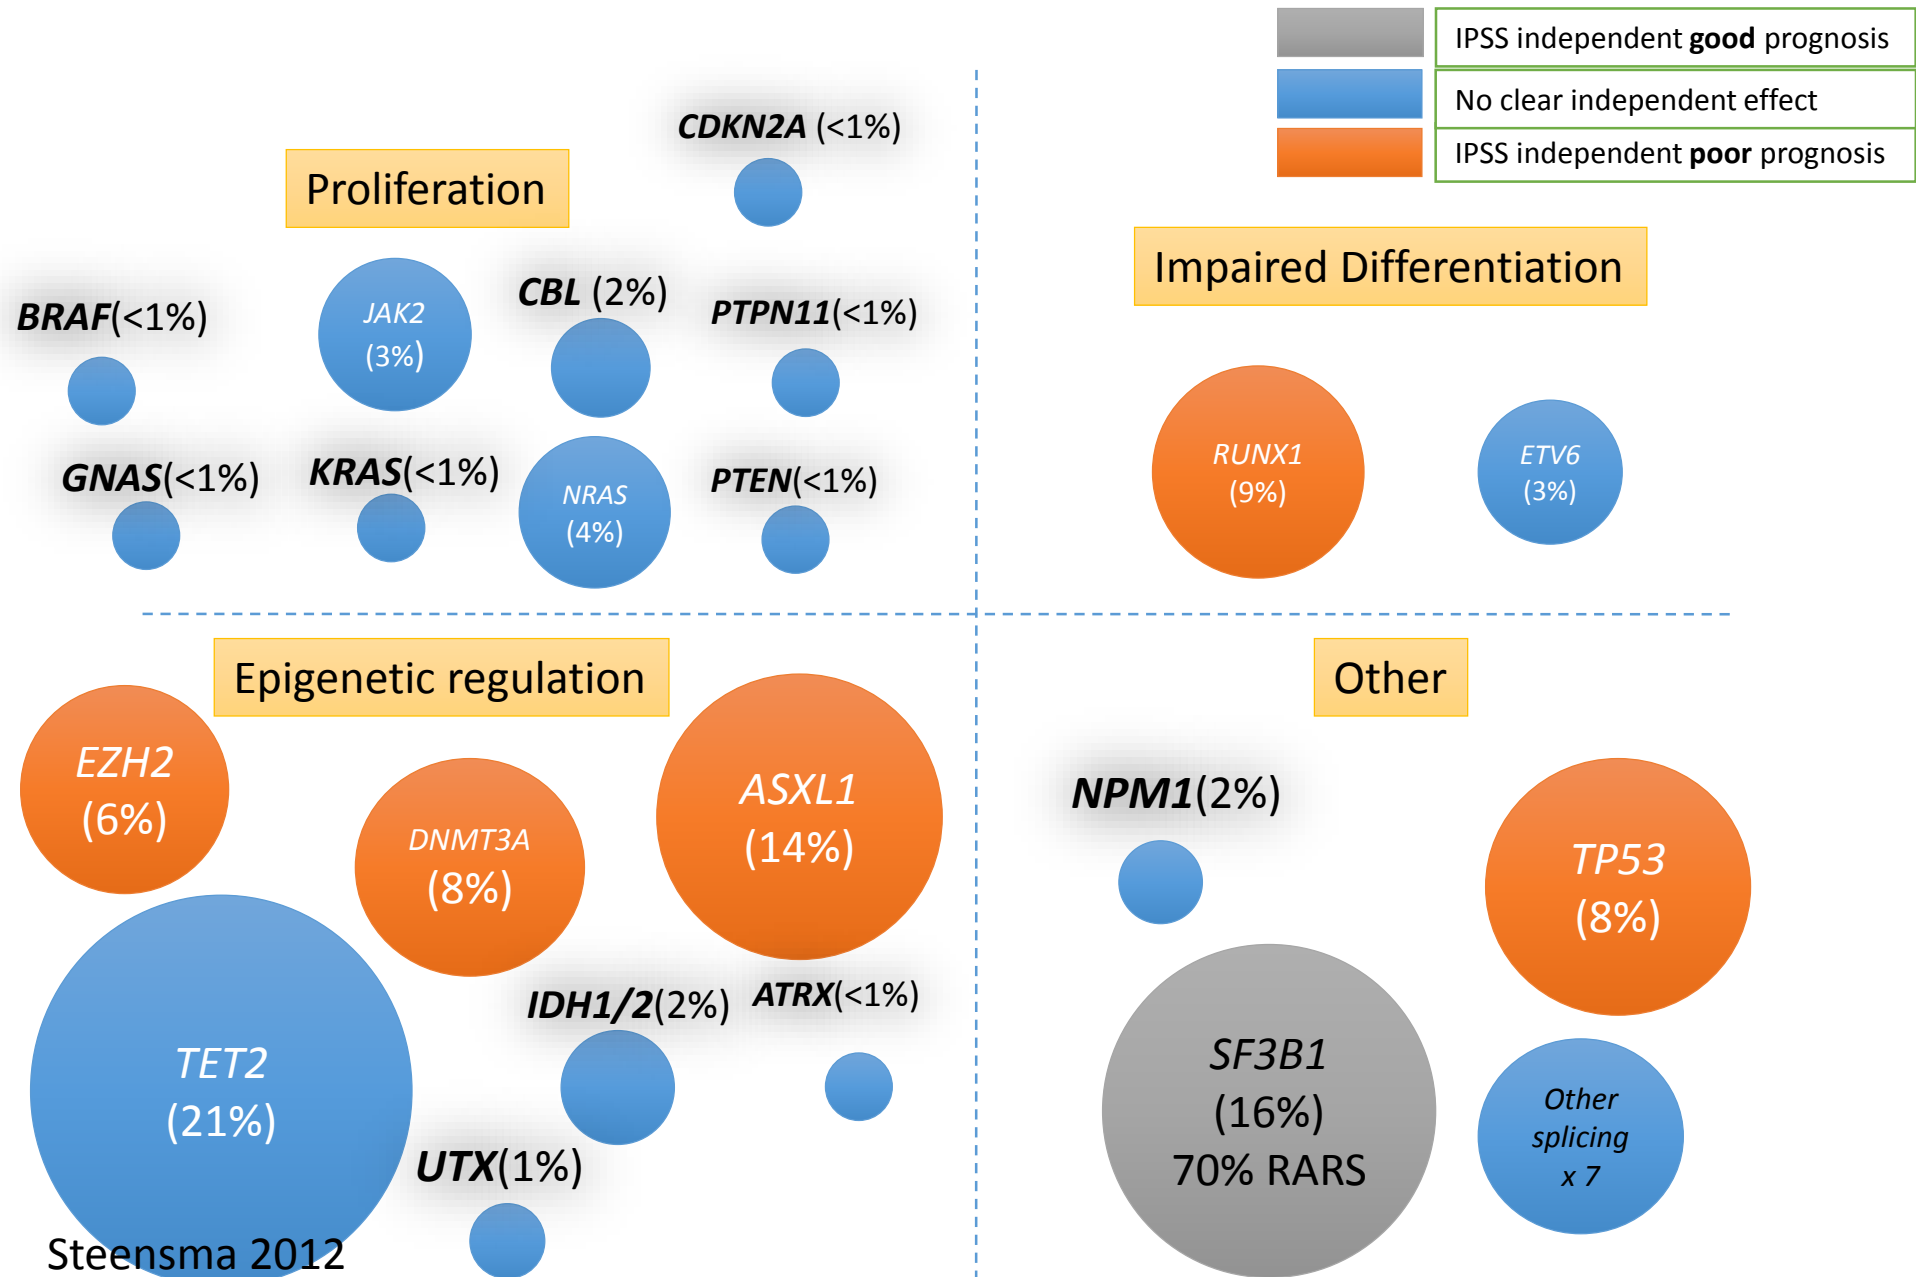 IPSS independent good prognosis
No clear independent effect
IPSS independent poor prognosis
Proliferation
CDKN2A (<1%)
BRAF(<1%)
JAK2
(3%)
CBL (2%)
PTPN11(<1%)
GNAS(<1%)
KRAS(<1%)
NRAS
(4%)
PTEN(<1%)
Impaired Differentiation
RUNX1
(9%)
ETV6
(3%)
Epigenetic regulation
EZH2
(6%)
DNMT3A
(8%)
ASXL1
(14%)
TET2
(21%)
IDH1/2(2%)
ATRX(<1%)
UTX(1%)
Steensma 2012
Other
NPM1(2%)
TP53
(8%)
SF3B1
(16%)
70% RARS
Other
splicing
x 7